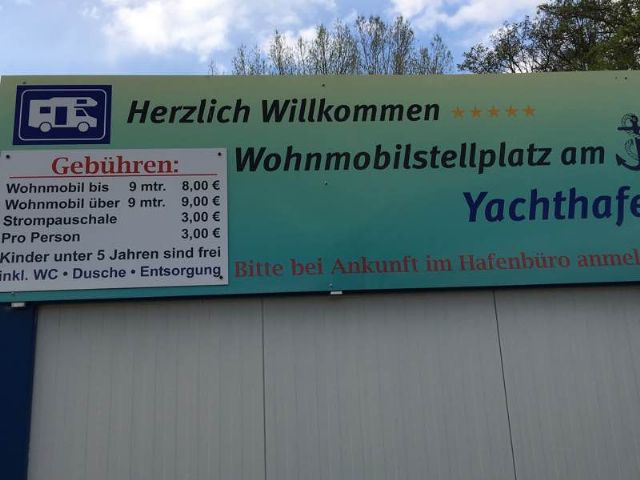 Herzlich Willkommen
Wohnmobilstellplatz am
Yachthafe
Bitte bei Ankunft im Hafenbüro anmel
Gebühren:
Wohnmobil bis 9 mtr. 8,00 €
Wohnmobil über 9 mtr. 9,00 €
Strompauschale 3,00 €
Pro Person 3,00 €
Kinder unter 5 Jahren sind frei
inkl. WC • Dusche • Entsorgung